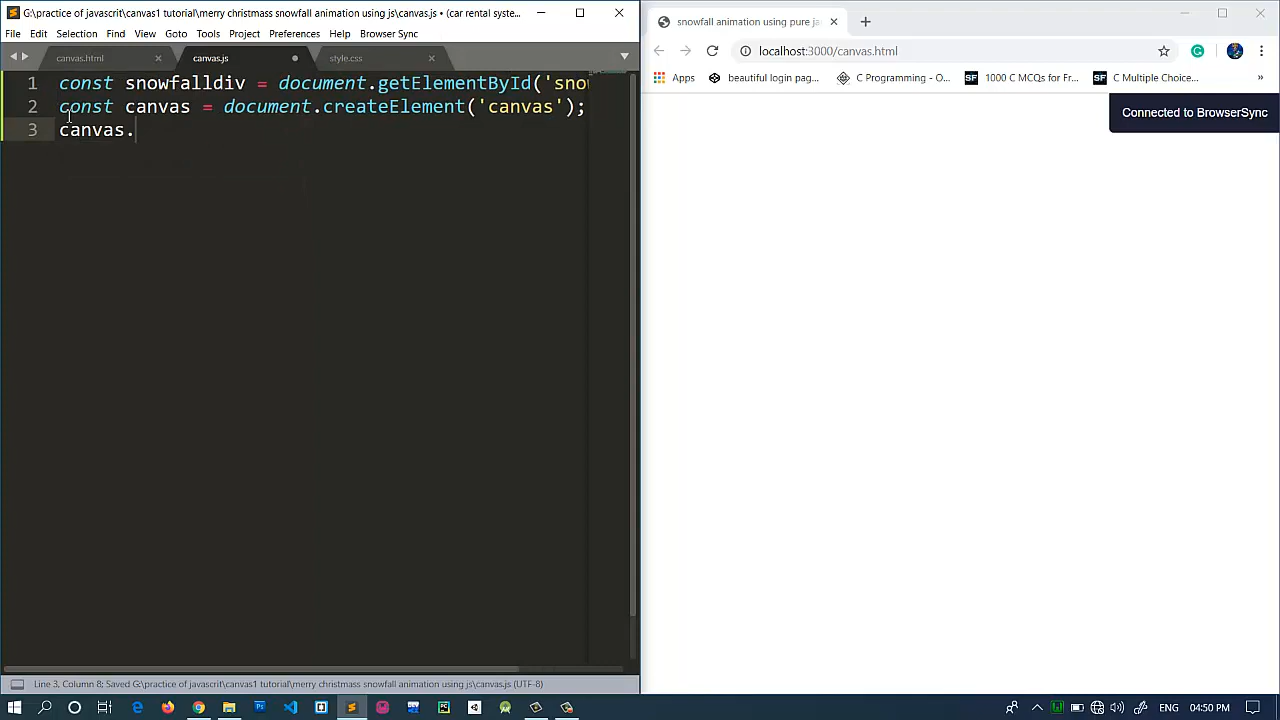 G:\practice of javascrit\canvas1 tutorial\merry christmass snowfall animation using js\canvas.js • (car rental syste...
File Edit Selection Find View Goto Tools Project Preferences Help Browser Sync
canvas.html
canvas.js
style.css
1 const snowfalldiv = document.getElementById('sno
2 const canvas = document.createElement('canvas');
3 canvas.
Line 3, Column 8; Saved G:\practice of javascrit\canvas1 tutorial\merry christmass snowfall animation using js\canvas.js (UTF-8)
snowfall animation using pure ja
localhost:3000/canvas.html
Apps
beautiful login pag...
C Programming O...
SF 1000 C MCQs for Fr...
SF C Multiple Choice...
Connected to BrowserSync
ENG
04:50 PM